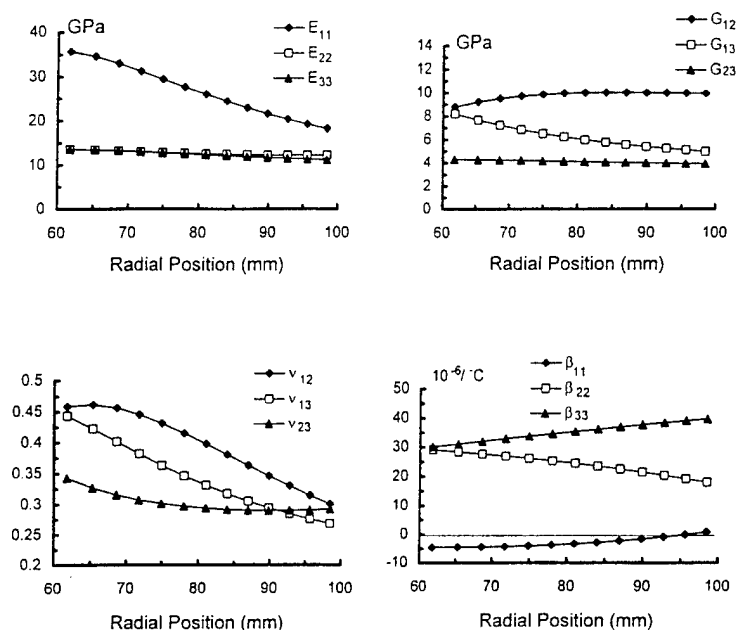 GPa
E11
E22
E33
40
30
20
10
0
60 70 80 90 100
Radial Position (mm)
GPa
G12
G13
G23
14
12
10
8
6
4
2
0
60 70 80 90 100
Radial Position (mm)
ν12
ν13
ν23
0.5
0.45
0.4
0.35
0.3
0.25
0.2
60 70 80 90 100
Radial Position (mm)
10⁻⁶/°C
β11
β22
β33
50
40
30
20
10
0
-10
60 70 80 90 100
Radial Position (mm)